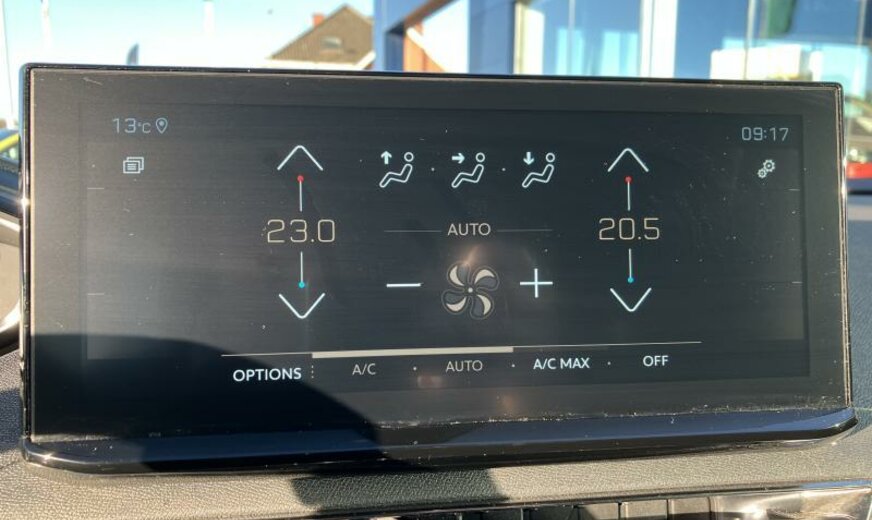 13°C
09:17
23.0
AUTO
20.5
OPTIONS A/C AUTO A/C MAX OFF